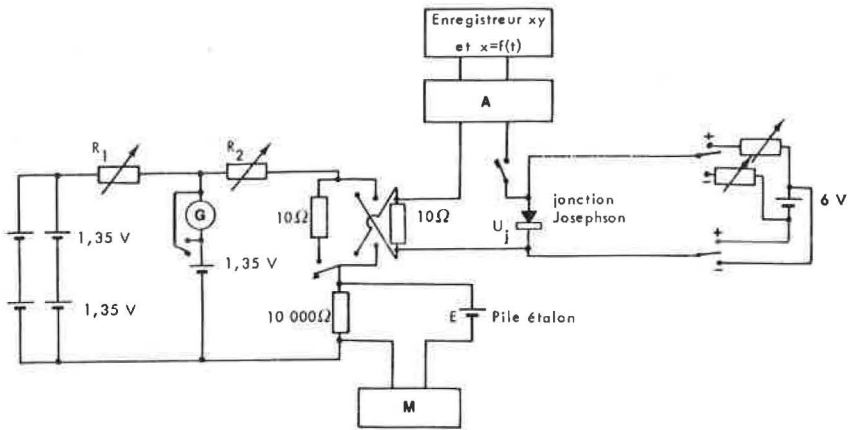 Enregistreur xy
et x=f(t)
A
R1
R2
G
10Ω
10Ω
jonction
Josephson
Uj
+
-
+
-
6 V
1,35 V
1,35 V
1,35 V
10 000Ω
E
Pile étalon
M